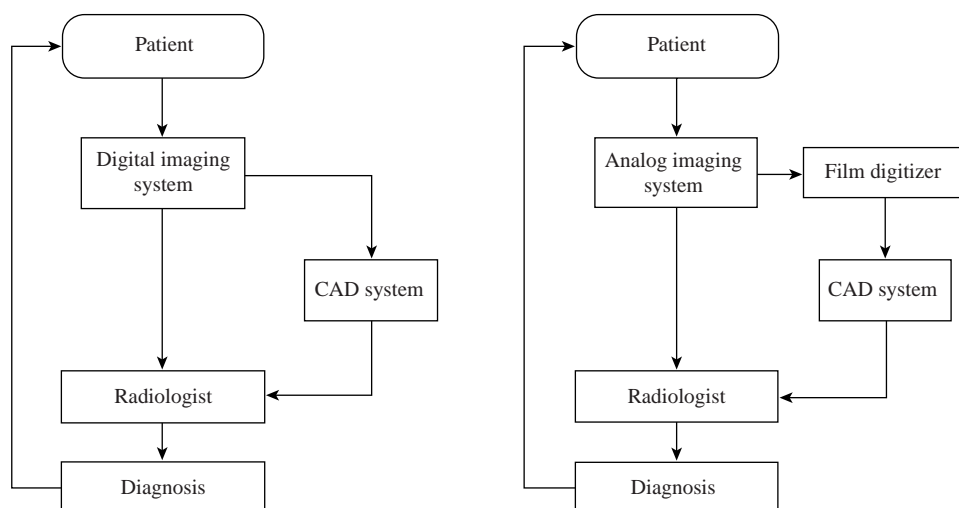 Patient
Digital imaging
system
CAD system
Radiologist
Diagnosis
Patient
Analog imaging
system
Film digitizer
CAD system
Radiologist
Diagnosis